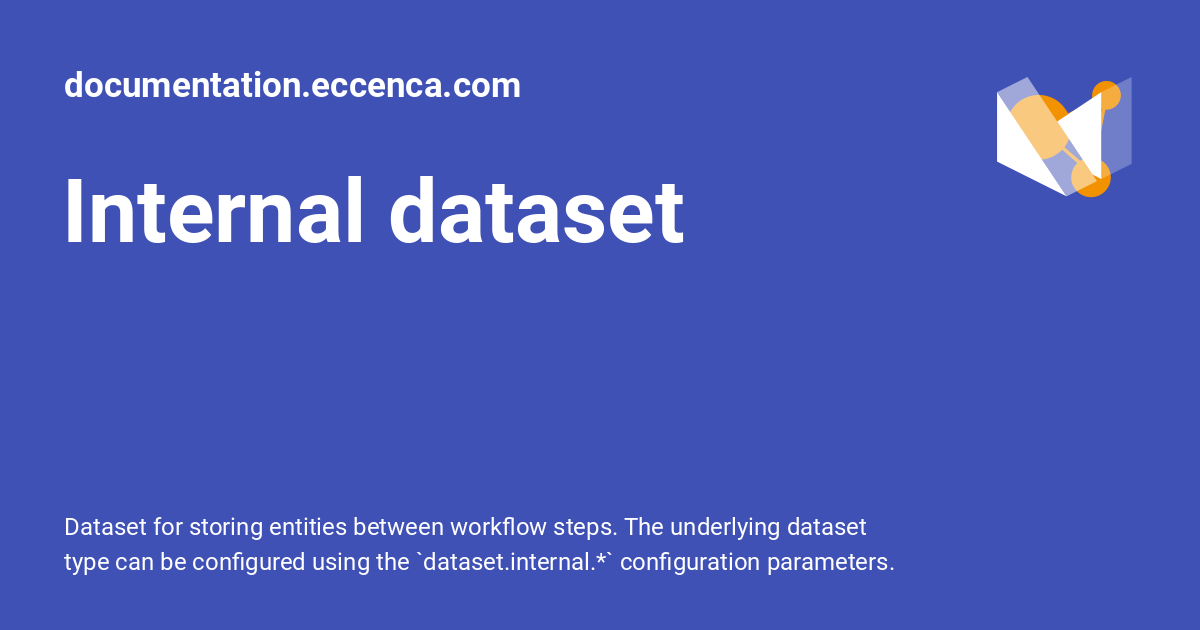 documentation.eccenca.com
Internal dataset
Dataset for storing entities between workflow steps. The underlying dataset
type can be configured using the `dataset.internal.*` configuration parameters.